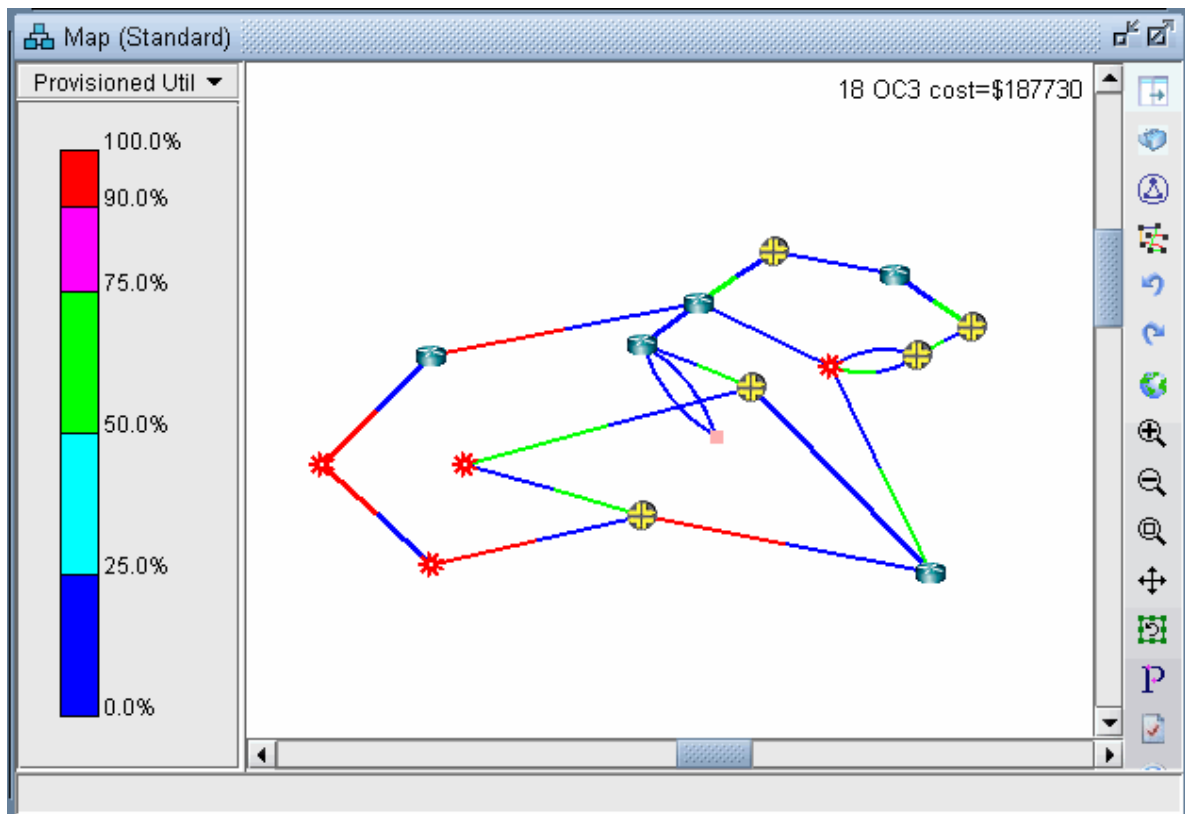 Map (Standard)
Provisioned Util
18 OC3 cost=$187730
100.0%
90.0%
75.0%
50.0%
25.0%
0.0%
P